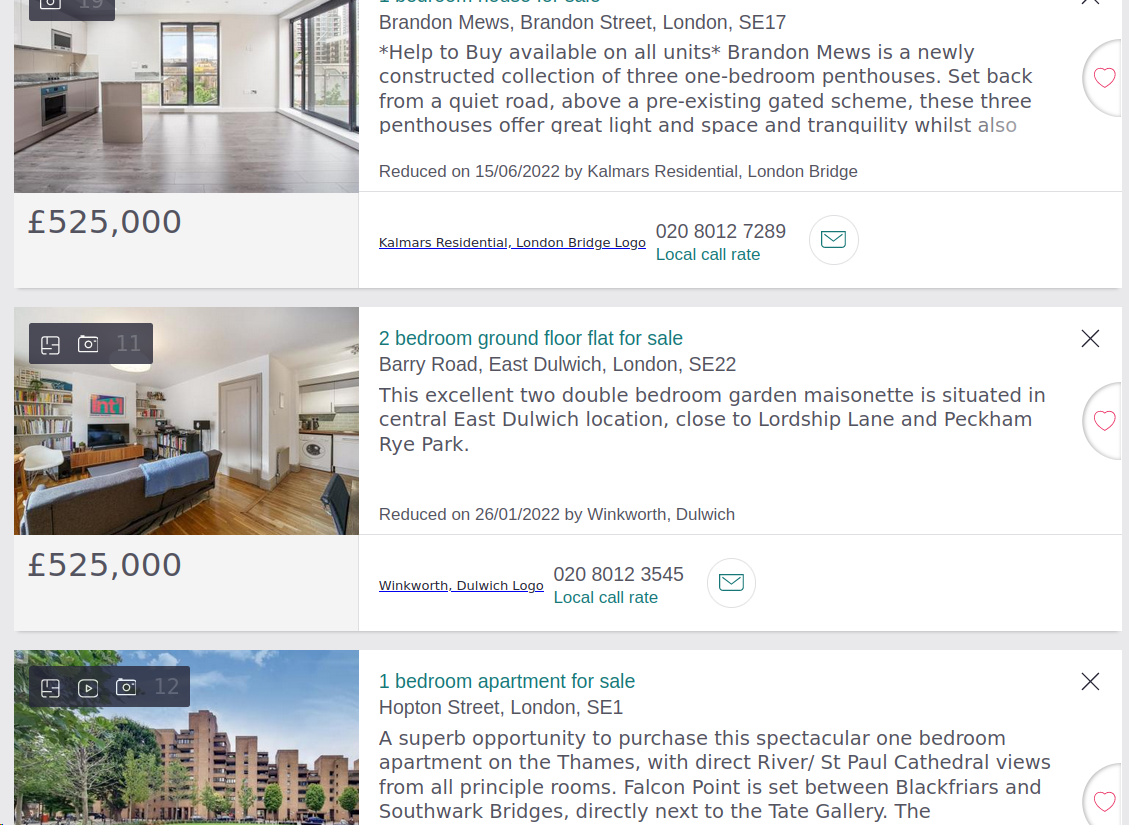 19
1 bedroom house for sale
Brandon Mews, Brandon Street, London, SE17
*Help to Buy available on all units* Brandon Mews is a newly
constructed collection of three one-bedroom penthouses. Set back
from a quiet road, above a pre-existing gated scheme, these three
penthouses offer great light and space and tranquility whilst also
Reduced on 15/06/2022 by Kalmars Residential, London Bridge
£525,000
Kalmars Residential, London Bridge Logo
020 8012 7289
Local call rate
11
2 bedroom ground floor flat for sale
Barry Road, East Dulwich, London, SE22
This excellent two double bedroom garden maisonette is situated in
central East Dulwich location, close to Lordship Lane and Peckham
Rye Park.
Reduced on 26/01/2022 by Winkworth, Dulwich
£525,000
Winkworth, Dulwich Logo
020 8012 3545
Local call rate
12
1 bedroom apartment for sale
Hopton Street, London, SE1
A superb opportunity to purchase this spectacular one bedroom
apartment on the Thames, with direct River/ St Paul Cathedral views
from all principle rooms. Falcon Point is set between Blackfriars and
Southwark Bridges, directly next to the Tate Gallery. The